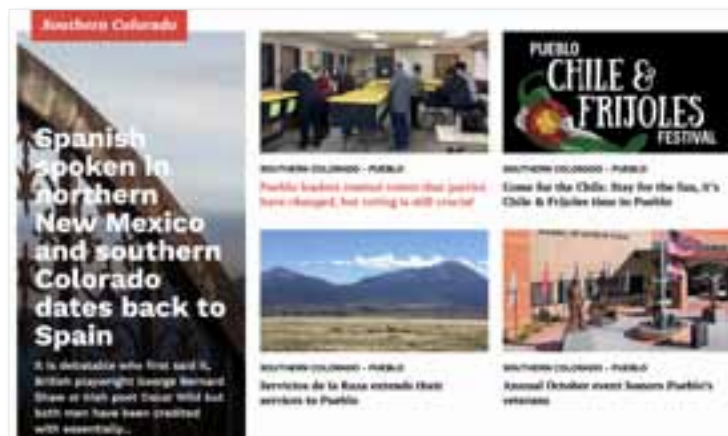 Southern Colorado
Spanish
spoken in
northern
New Mexico
and southern
Colorado
dates back to
Spain
It is debatable who first said it,
British playwright George Bernard
Shaw or Irish poet Oscar Wild but
both men have been credited
with essentially...
SOUTHERN COLORADO - PUEBLO
Pueblo leaders remind voters that parties
have changed, but voting is still crucial
PUEBLO
CHILE &
FRIJOLES
FESTIVAL
SOUTHERN COLORADO - PUEBLO
Come for the Chile. Stay for the fun, it's
Chile & Frijoles time in Pueblo
SOUTHERN COLORADO - PUEBLO
Servicios de la Raza extends their
services to Pueblo
SOUTHERN COLORADO - PUEBLO
Annual October event honors Pueblo's
veterans